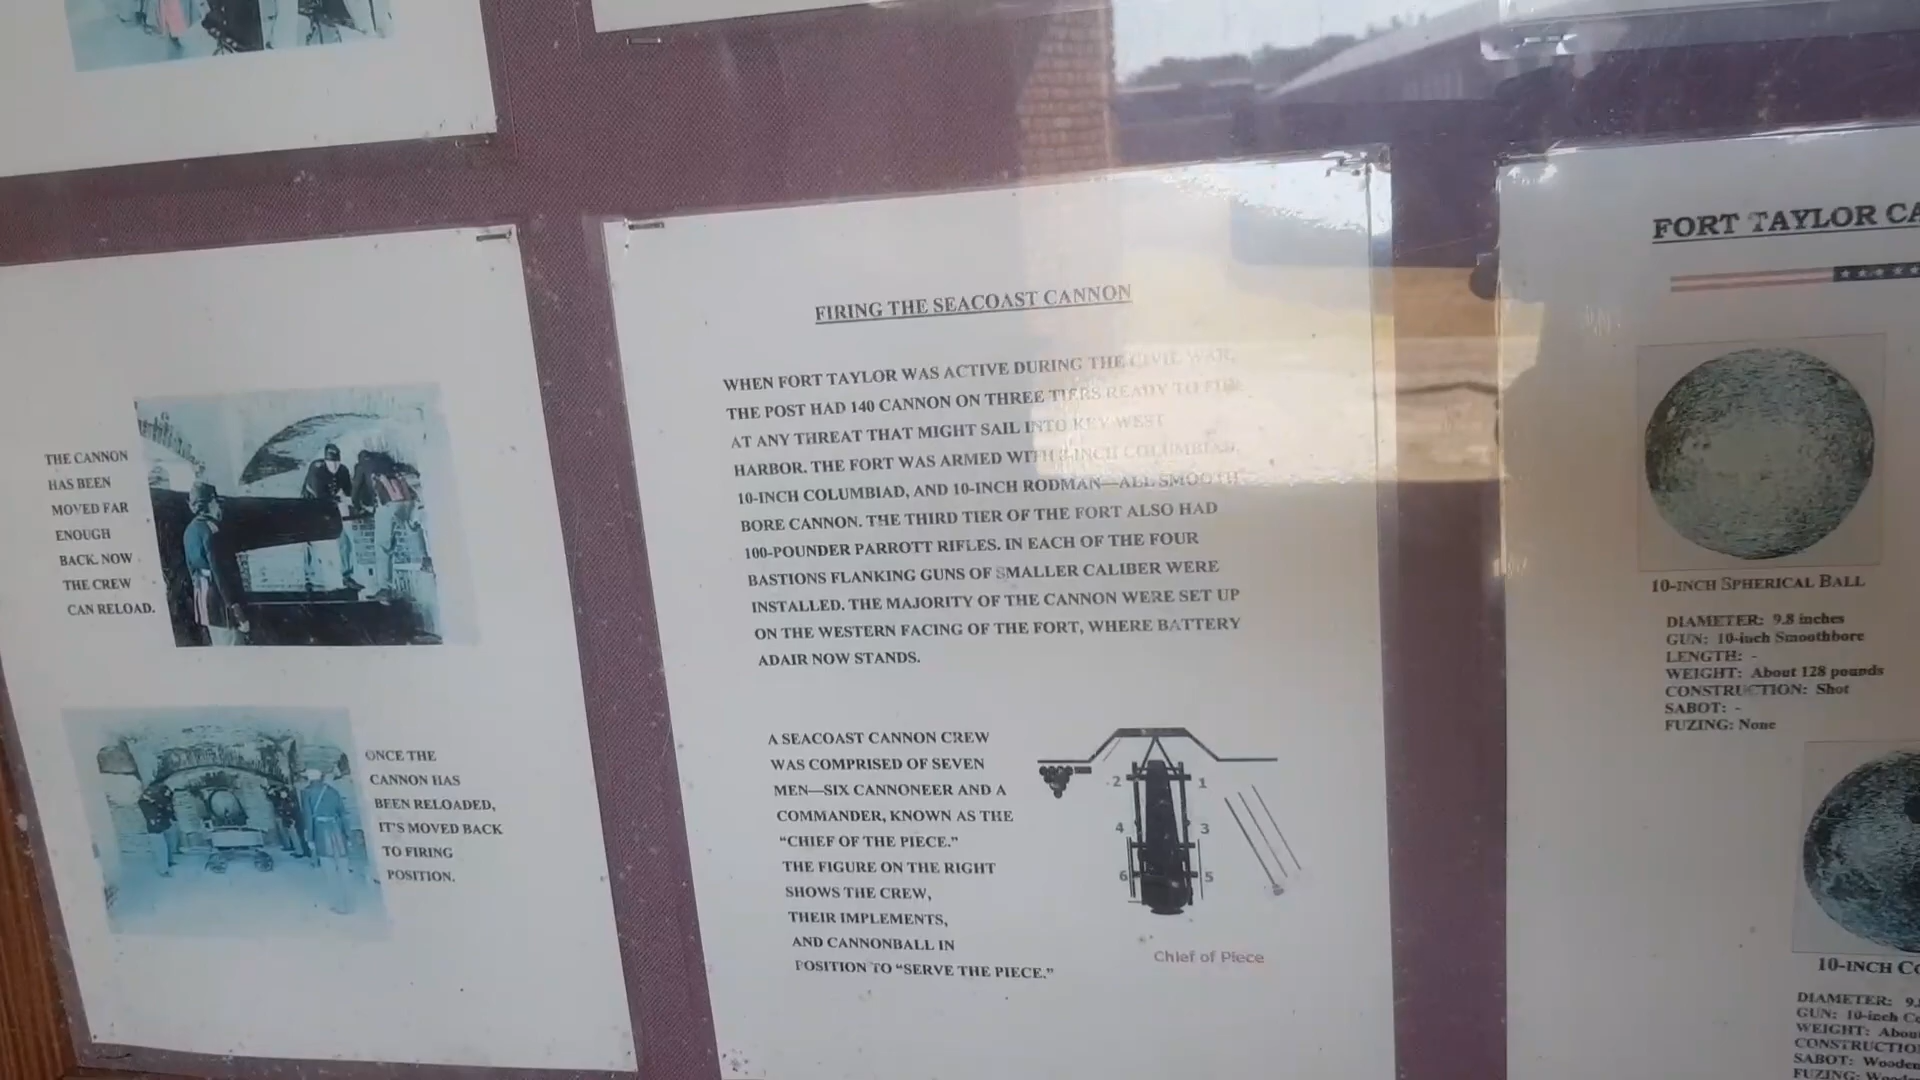 THE CANNON
HAS BEEN
MOVED FAR
ENOUGH
BACK. NOW
THE CREW
CAN RELOAD.
ONCE THE
CANNON HAS
BEEN RELOADED,
IT'S MOVED BACK
TO FIRING
POSITION.
FIRING THE SEACOAST CANNON
WHEN FORT TAYLOR WAS ACTIVE DURING THE CIVIL WAR,
THE POST HAD 140 CANNON ON THREE TIERS READY TO FIRE
AT ANY THREAT THAT MIGHT SAIL INTO KEY WEST
HARBOR. THE FORT WAS ARMED WITH 8-INCH COLUMBIAD,
10-INCH COLUMBIAD, AND 10-INCH RODMAN—ALL SMOOTH
BORE CANNON. THE THIRD TIER OF THE FORT ALSO HAD
100-POUNDER PARROTT RIFLES. IN EACH OF THE FOUR
BASTIONS FLANKING GUNS OF SMALLER CALIBER WERE
INSTALLED. THE MAJORITY OF THE CANNON WERE SET UP
ON THE WESTERN FACING OF THE FORT, WHERE BATTERY
ADAIR NOW STANDS.
A SEACOAST CANNON CREW
WAS COMPRISED OF SEVEN
MEN—SIX CANNONEER AND A
COMMANDER, KNOWN AS THE
“CHIEF OF THE PIECE.”
THE FIGURE ON THE RIGHT
SHOWS THE CREW,
THEIR IMPLEMENTS,
AND CANNONBALL IN
POSITION TO “SERVE THE PIECE.”
2 1
4 3
6 5
Chief of Piece
FORT TAYLOR CA
10-INCH SPHERICAL BALL
DIAMETER: 9.8 inches
GUN: 10-inch Smoothbore
LENGTH: -
WEIGHT: About 128 pounds
CONSTRUCTION: Shot
SABOT: -
FUZING: None
10-INCH CO
DIAMETER: 9.
GUN: 10-inch Co
WEIGHT: Abou
CONSTRUCTIO
SABOT: Wooden
FUZING: Woode